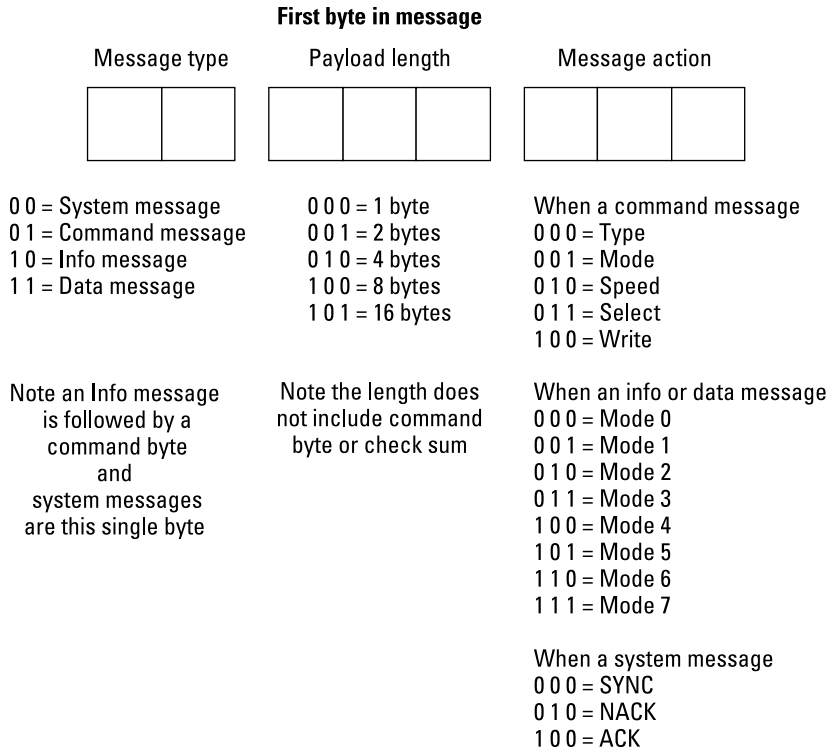 First byte in message
Message type
Payload length
Message action
0 0 = System message
0 1 = Command message
1 0 = Info message
1 1 = Data message
Note an Info message
is followed by a
command byte
and
system messages
are this single byte
0 0 0 = 1 byte
0 0 1 = 2 bytes
0 1 0 = 4 bytes
1 0 0 = 8 bytes
1 0 1 = 16 bytes
Note the length does
not include command
byte or check sum
When a command message
0 0 0 = Type
0 0 1 = Mode
0 1 0 = Speed
0 1 1 = Select
1 0 0 = Write
When an info or data message
0 0 0 = Mode 0
0 0 1 = Mode 1
0 1 0 = Mode 2
0 1 1 = Mode 3
1 0 0 = Mode 4
1 0 1 = Mode 5
1 1 0 = Mode 6
1 1 1 = Mode 7
When a system message
0 0 0 = SYNC
0 1 0 = NACK
1 0 0 = ACK